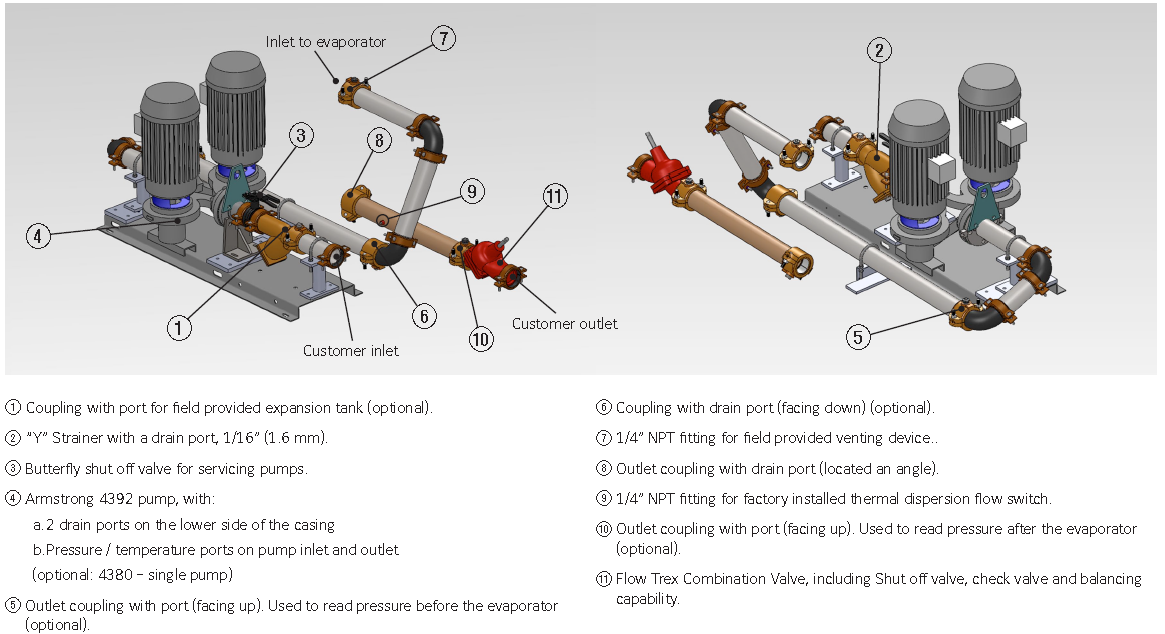 Inlet to evaporator
7
3
8
9
11
4
6
1
10
Customer outlet
Customer inlet
2
5
① Coupling with port for field provided expansion tank (optional).
② “Y” Strainer with a drain port, 1/16” (1.6 mm).
③ Butterfly shut off valve for servicing pumps.
④ Armstrong 4392 pump, with:
a.2 drain ports on the lower side of the casing
b.Pressure / temperature ports on pump inlet and outlet
(optional: 4380 – single pump)
⑤ Outlet coupling with port (facing up). Used to read pressure before the evaporator
(optional).
⑥ Coupling with drain port (facing down) (optional).
⑦ 1/4” NPT fitting for field provided venting device..
⑧ Outlet coupling with drain port (located an angle).
⑨ 1/4” NPT fitting for factory installed thermal dispersion flow switch.
⑩ Outlet coupling with port (facing up). Used to read pressure after the evaporator
(optional).
⑪ Flow Trex Combination Valve, including Shut off valve, check valve and balancing
capability.